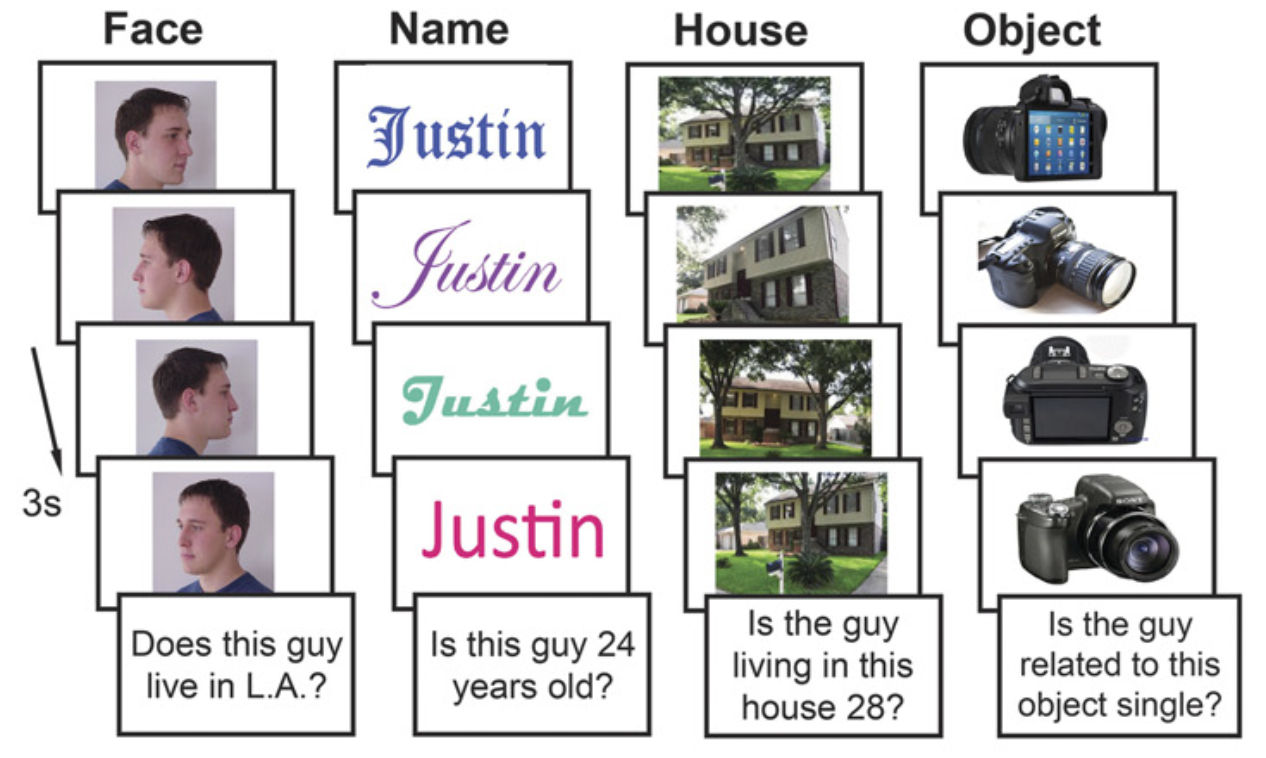 Face
Name
House
Object
Justin
Justin
Justin
Justin
3s
Does this guy
live in L.A.?
Is this guy 24
years old?
Is the guy
living in this
house 28?
Is the guy
related to this
object single?
SONY